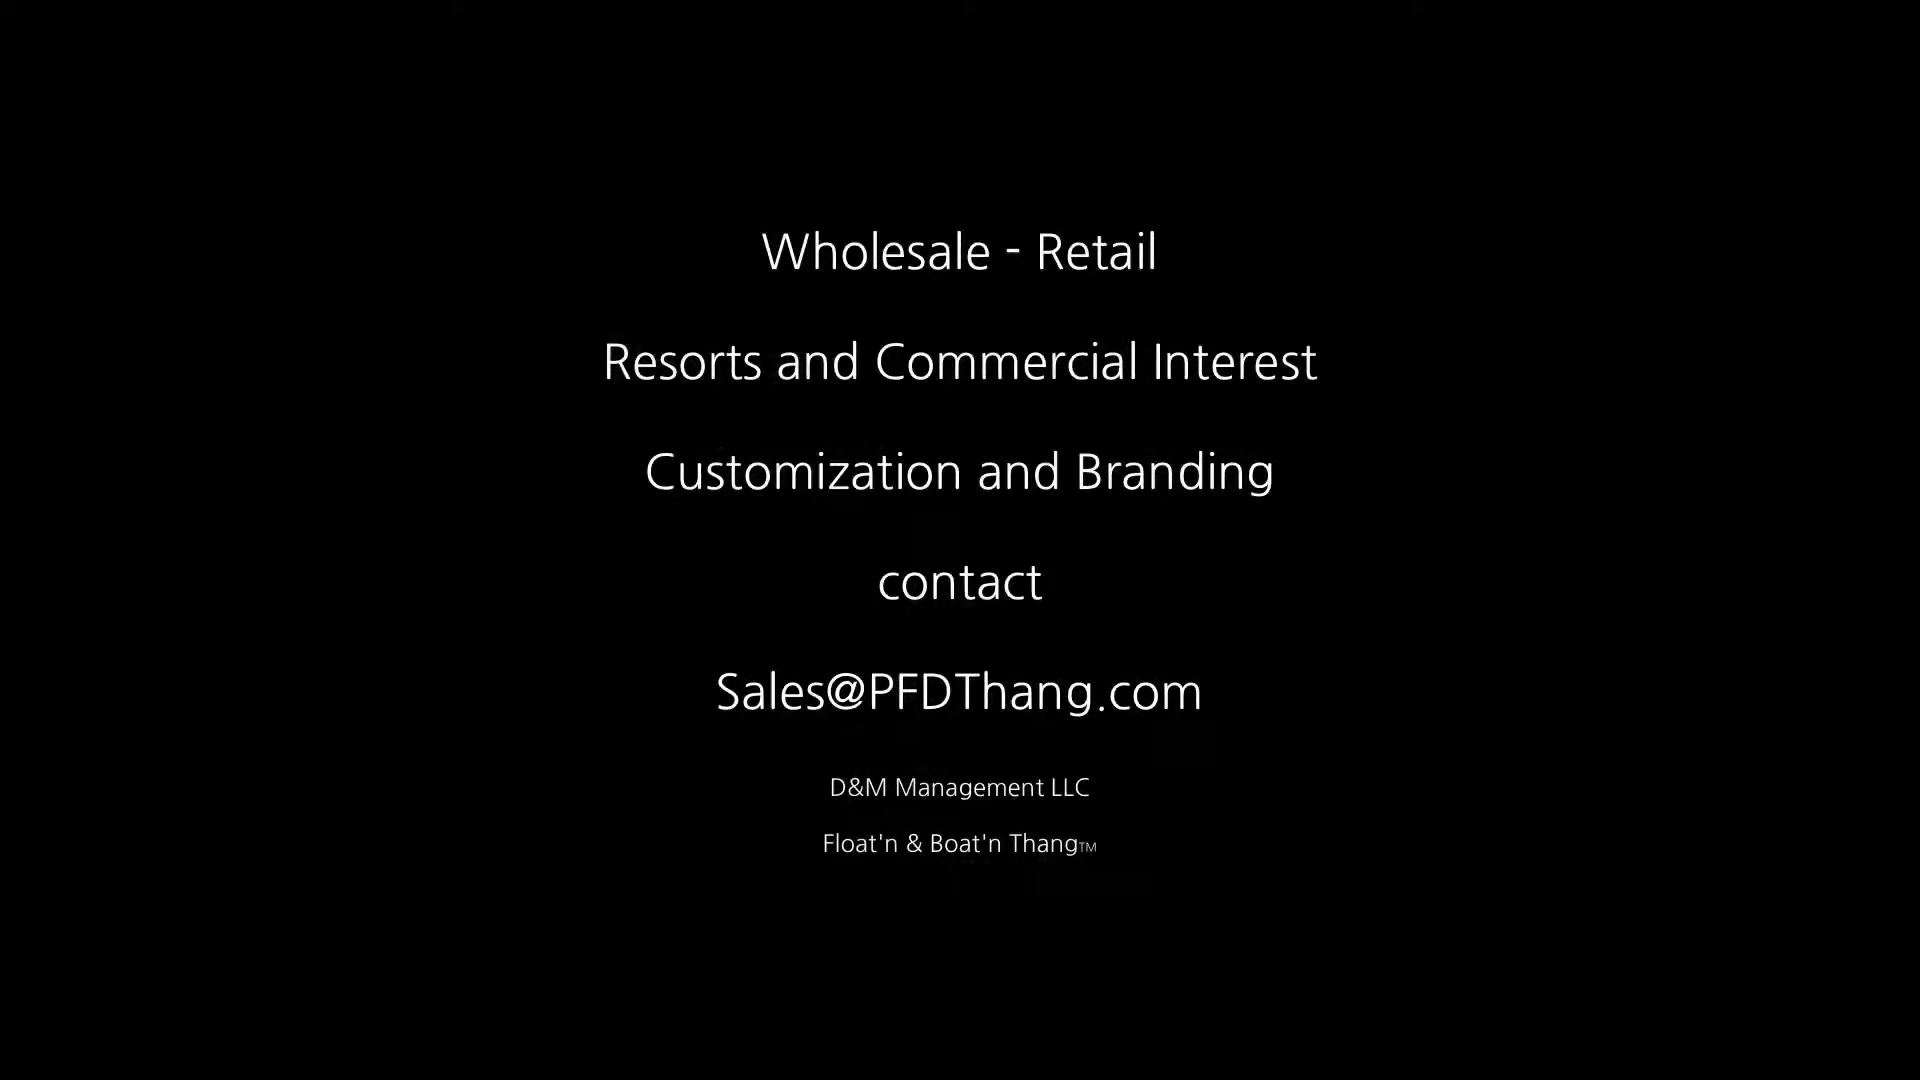 Wholesale - Retail
Resorts and Commercial Interest
Customization and Branding
contact
Sales@PFDThang.com
D&M Management LLC
Float'n & Boat'n Thang™